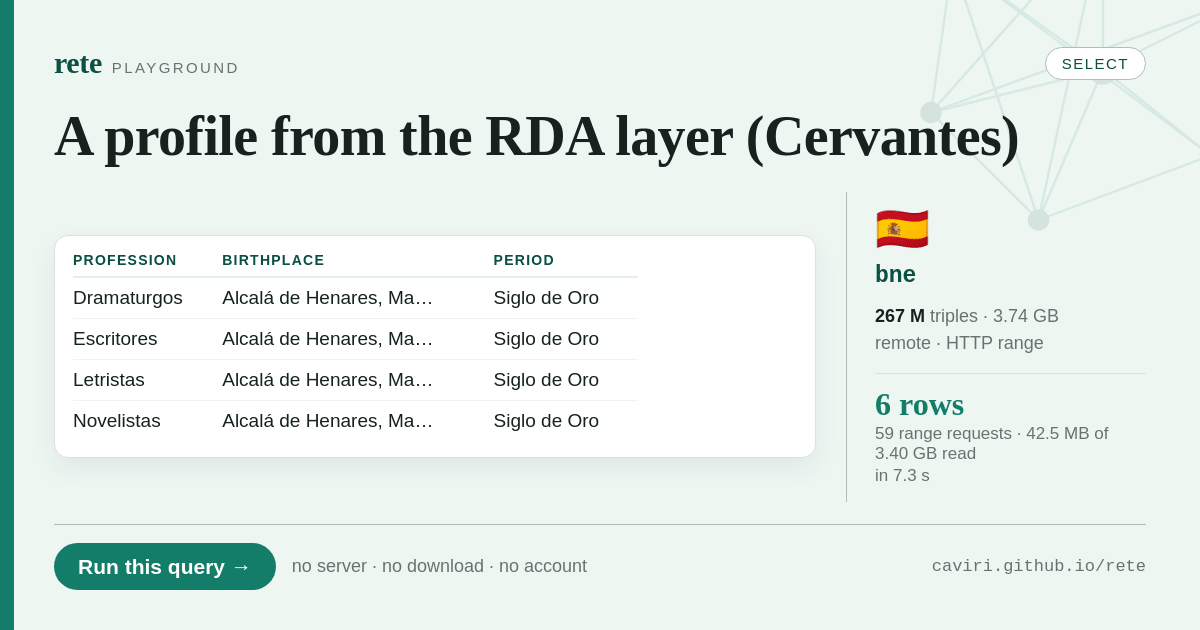 rete PLAYGROUND
SELECT
A profile from the RDA layer (Cervantes)
PROFESSION BIRTHPLACE PERIOD
Dramaturgos Alcalá de Henares, Ma… Siglo de Oro
Escritores Alcalá de Henares, Ma… Siglo de Oro
Letristas Alcalá de Henares, Ma… Siglo de Oro
Novelistas Alcalá de Henares, Ma… Siglo de Oro
bne
267 M triples · 3.74 GB
remote · HTTP range
6 rows
59 range requests · 42.5 MB of
3.40 GB read
in 7.3 s
Run this query →
no server · no download · no account
caviri.github.io/rete